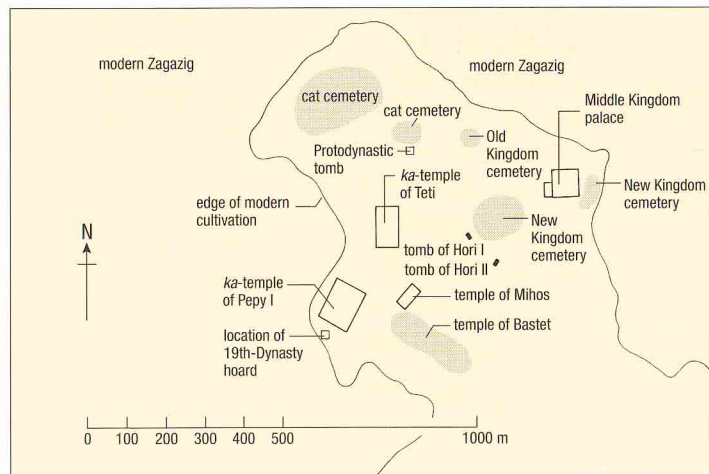 modern Zagazig
modern Zagazig
cat cemetery
cat cemetery
Middle Kingdom
palace
Protodynastic
tomb
Old
Kingdom
cemetery
ka-temple
of Teti
New Kingdom
cemetery
edge of modern
cultivation
New
Kingdom
cemetery
N
tomb of Hori I
tomb of Hori II
ka-temple
of Pepy I
temple of Mihos
temple of Bastet
location of
19th-Dynasty
hoard
0 100 200 300 400 500 1000 m